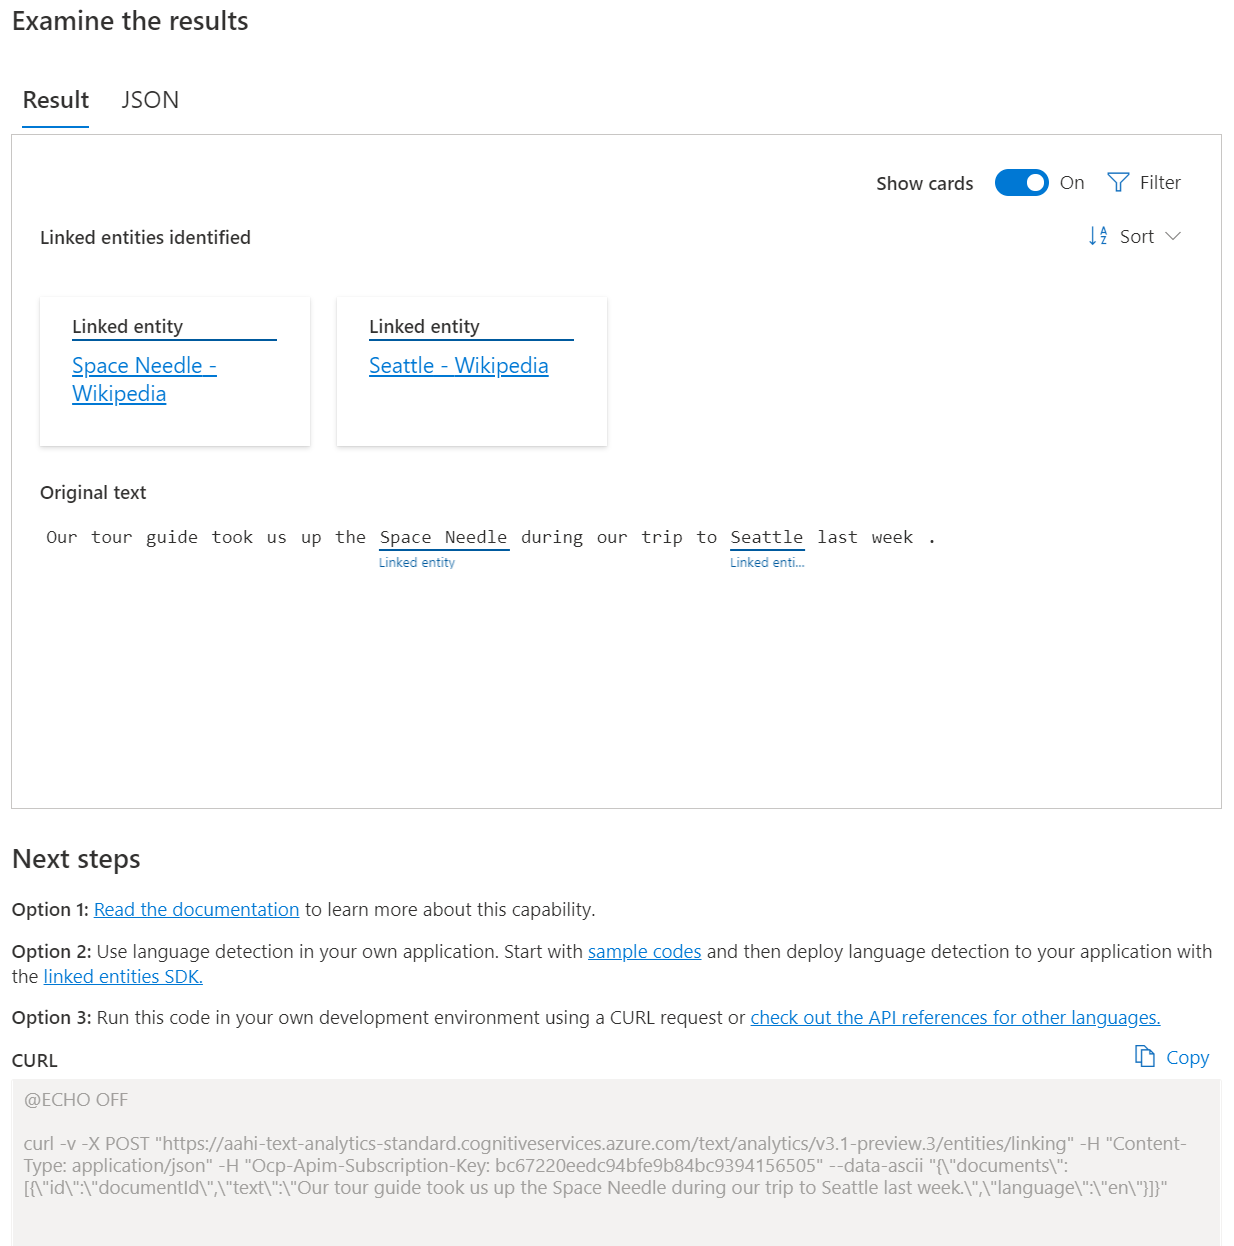 Examine the results
Result JSON
Show cards On Filter
Linked entities identified
Sort
Linked entity
Space Needle -
Wikipedia
Linked entity
Seattle - Wikipedia
Original text
Our tour guide took us up the Space Needle during our trip to Seattle last week .
Linked entity Linked enti...
Next steps
Option 1: Read the documentation to learn more about this capability.
Option 2: Use language detection in your own application. Start with sample codes and then deploy language detection to your application with
the linked entities SDK.
Option 3: Run this code in your own development environment using a CURL request or check out the API references for other languages.
CURL
Copy
@ECHO OFF
curl -v -X POST "https://aahi-text-analytics-standard.cognitiveservices.azure.com/text/analytics/v3.1-preview.3/entities/linking" -H "Content-
Type: application/json" -H "Ocp-Apim-Subscription-Key: bc67220eedc94bfe9b84bc9394156505" --data-ascii "{\"documents\":
[{\"id\":\"documentId\",\"text\":\"Our tour guide took us up the Space Needle during our trip to Seattle last week.\",\"language\":\"en\"}]}"